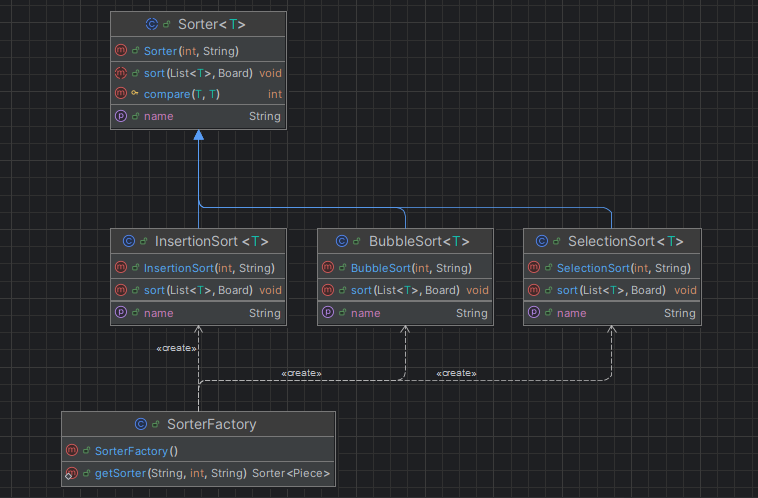 Sorter<T>
Sorter(int, String)
sort(List<T>, Board) void
compare(T, T) int
name String
InsertionSort<T>
InsertionSort(int, String)
sort(List<T>, Board) void
name String
BubbleSort<T>
BubbleSort(int, String)
sort(List<T>, Board) void
name String
SelectionSort<T>
SelectionSort(int, String)
sort(List<T>, Board) void
name String
«create»
«create»
«create»
SorterFactory
SorterFactory()
getSorter(String, int, String) Sorter<Piece>